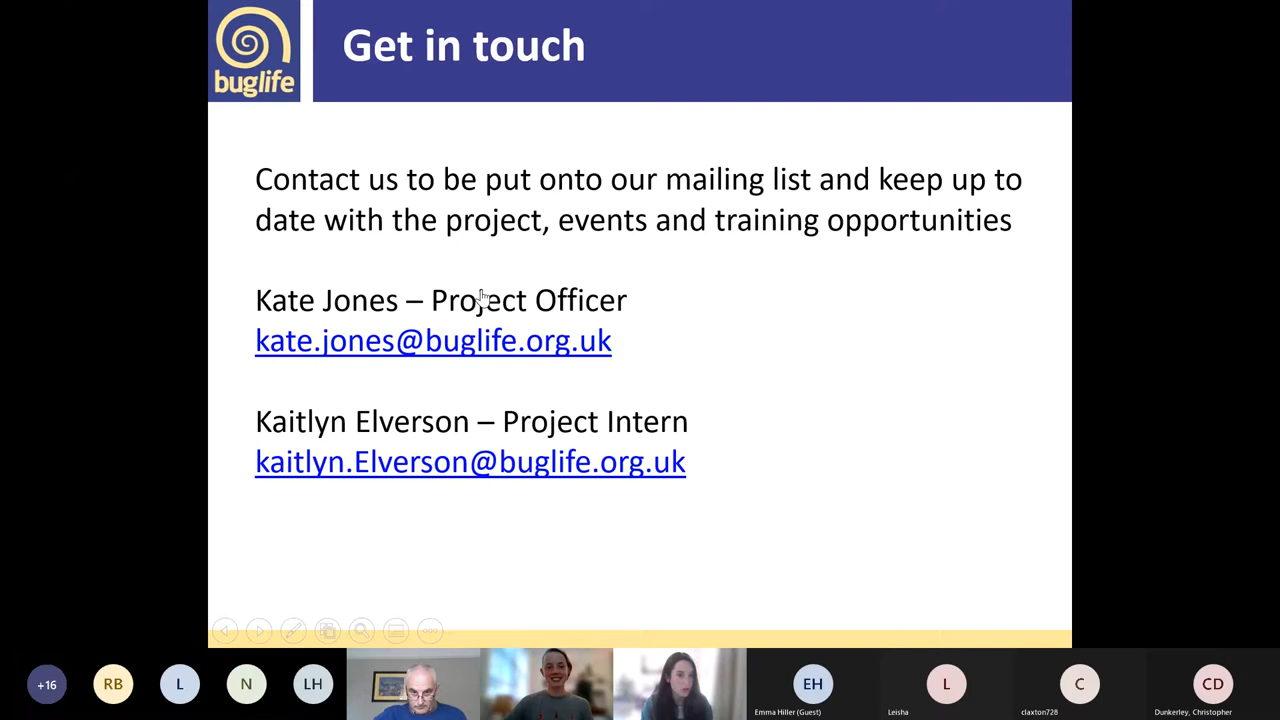 buglife
Get in touch
Contact us to be put onto our mailing list and keep up to
date with the project, events and training opportunities
Kate Jones – Project Officer
kate.jones@buglife.org.uk
Kaitlyn Elverson – Project Intern
kaitlyn.Elverson@buglife.org.uk
+16
RB
L
N
LH
EH
L
C
CD
Emma Hiller (Guest)
Leisha
claxton728
Dunkerley, Christopher